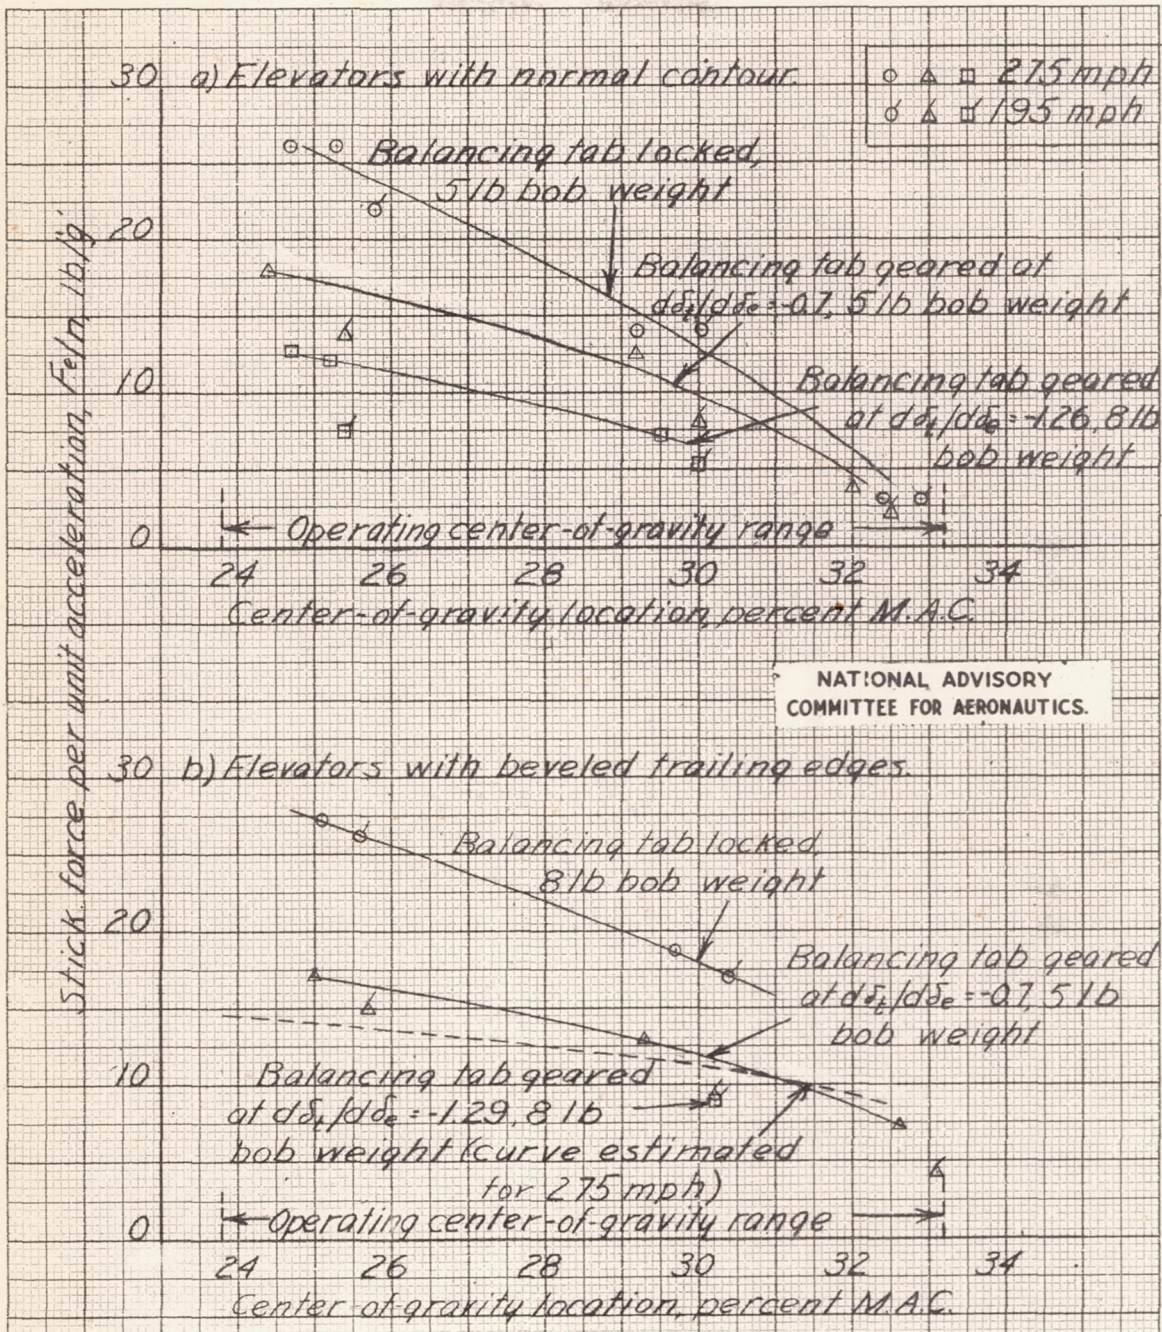 30 a) Elevators with normal contour.
○ △ □ 275 mph
○ △ □ 195 mph
Balancing tab locked,
5 lb bob weight
20
Balancing tab geared at
dδt/dδe = -0.7, 5 lb bob weight
10
Balancing tab geared
at dδt/dδe = -1.26, 8 lb
bob weight
Operating center-of-gravity range
0
24 26 28 30 32 34
Center-of-gravity location, percent M.A.C.
Stick force per unit acceleration, Fe/n, lb/g
NATIONAL ADVISORY
COMMITTEE FOR AERONAUTICS.
30 b) Elevators with beveled trailing edges.
Balancing tab locked,
8 lb bob weight
20
Balancing tab geared
at dδt/dδe = -0.7, 5 lb
bob weight
10
Balancing tab geared
at dδt/dδe = -1.29, 8 lb
bob weight (curve estimated
for 275 mph)
Operating center-of-gravity range
0
24 26 28 30 32 34
Center-of-gravity location, percent M.A.C.